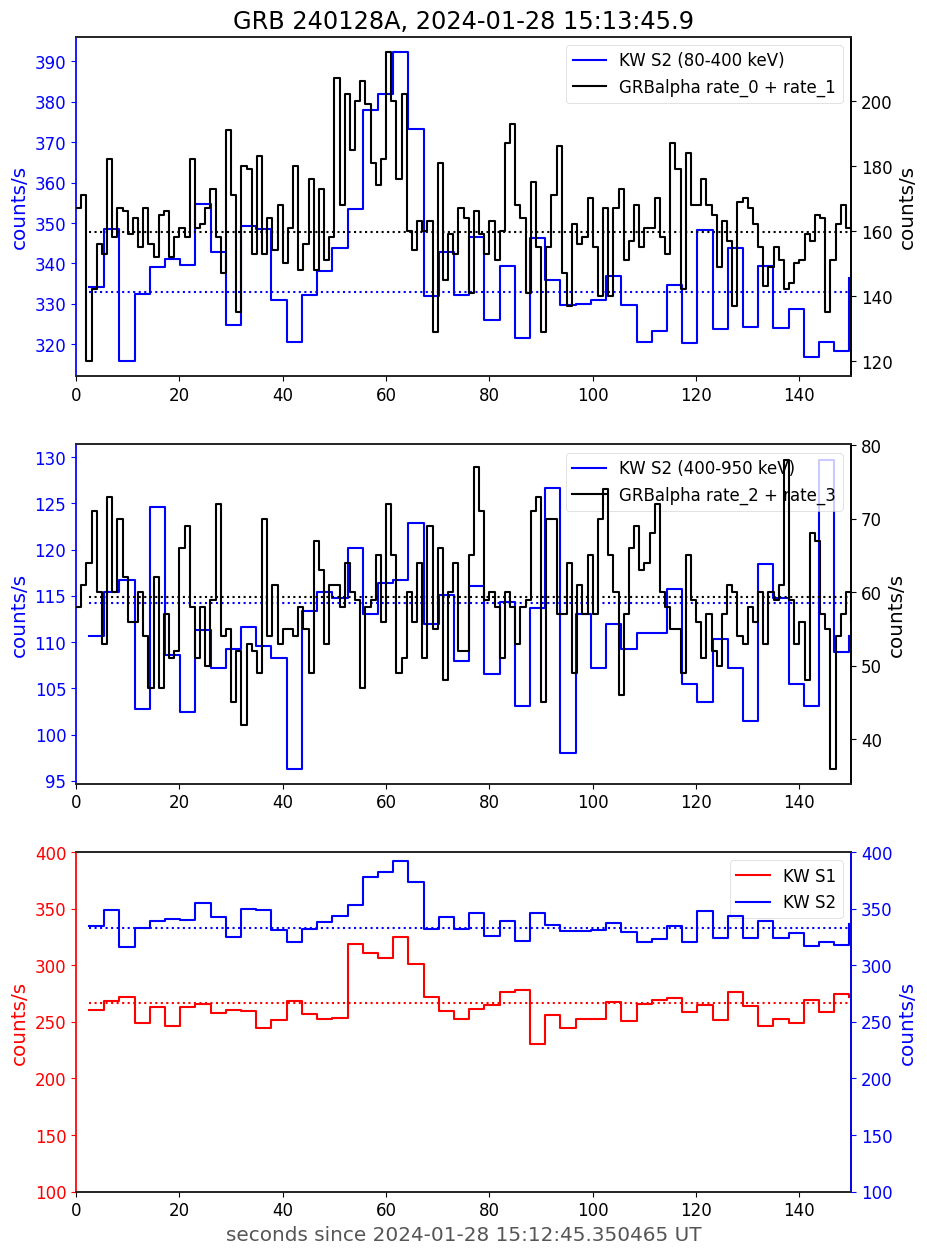 GRB 240128A, 2024-01-28 15:13:45.9
KW S2 (80-400 keV)
GRBalpha rate_0 + rate_1
counts/s
counts/s
390
380
370
360
350
340
330
320
200
180
160
140
120
0 20 40 60 80 100 120 140
KW S2 (400-950 keV)
GRBalpha rate_2 + rate_3
counts/s
counts/s
130
125
120
115
110
105
100
95
80
70
60
50
40
0 20 40 60 80 100 120 140
KW S1
KW S2
counts/s
counts/s
400
350
300
250
200
150
100
400
350
300
250
200
150
100
0 20 40 60 80 100 120 140
seconds since 2024-01-28 15:12:45.350465 UT